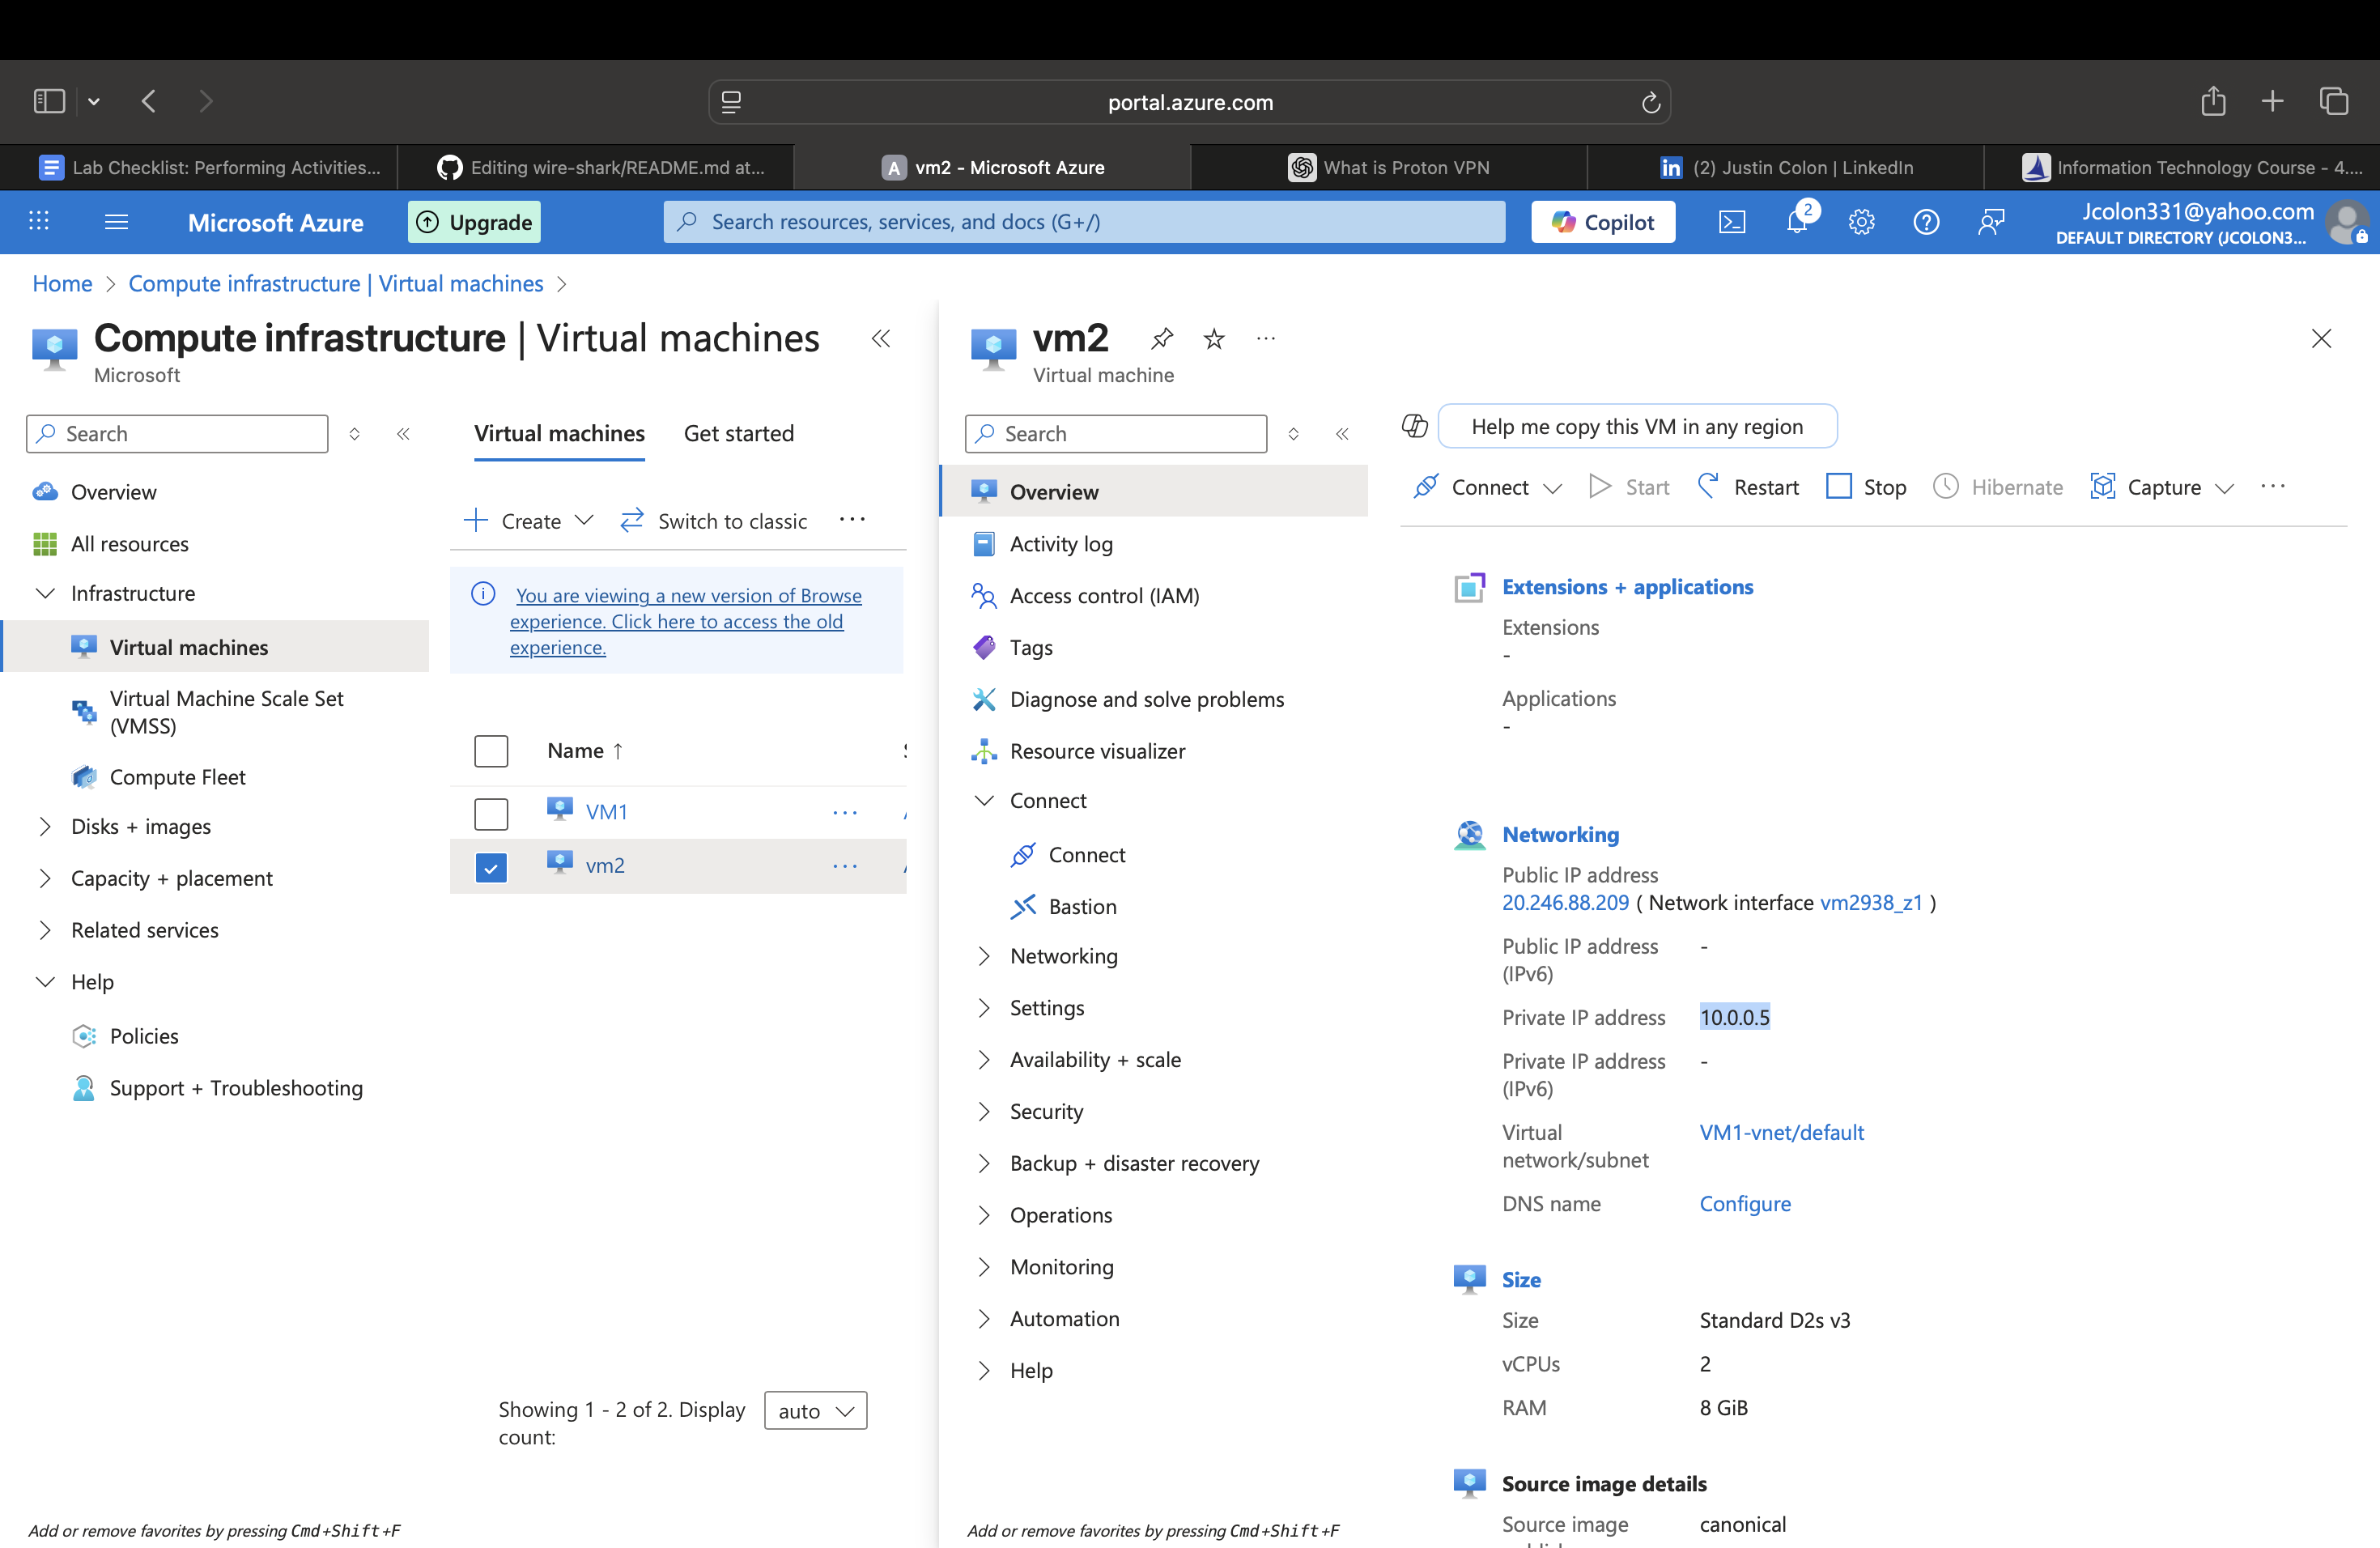 portal.azure.com
Lab Checklist: Performing Activities...
Editing wire-shark/README.md at...
A
vm2 - Microsoft Azure
What is Proton VPN
in
(2) Justin Colon | LinkedIn
Information Technology Course - 4....
Microsoft Azure
Upgrade
Search resources, services, and docs (G+/)
Copilot
2
Jcolon331@yahoo.com
DEFAULT DIRECTORY (JCOLON3...
Home > Compute infrastructure | Virtual machines >
Compute infrastructure | Virtual machines
Microsoft
Search
Overview
All resources
Infrastructure
Virtual machines
Virtual Machine Scale Set
(VMSS)
Compute Fleet
Disks + images
Capacity + placement
Related services
Help
Policies
Support + Troubleshooting
Add or remove favorites by pressing Cmd+Shift+F
Virtual machines
Get started
Create
Switch to classic
You are viewing a new version of Browse
experience. Click here to access the old
experience.
Name ↑
VM1
vm2
Showing 1 - 2 of 2. Display
count:
auto
vm2
Virtual machine
Search
Overview
Activity log
Access control (IAM)
Tags
Diagnose and solve problems
Resource visualizer
Connect
Connect
Bastion
Networking
Settings
Availability + scale
Security
Backup + disaster recovery
Operations
Monitoring
Automation
Help
Add or remove favorites by pressing Cmd+Shift+F
Help me copy this VM in any region
Connect
Start
Restart
Stop
Hibernate
Capture
Extensions + applications
Extensions
-
Applications
-
Networking
Public IP address
20.246.88.209 ( Network interface vm2938_z1 )
Public IP address -
(IPv6)
Private IP address 10.0.0.5
Private IP address -
(IPv6)
Virtual VM1-vnet/default
network/subnet
DNS name Configure
Size
Size Standard D2s v3
vCPUs 2
RAM 8 GiB
Source image details
Source image canonical